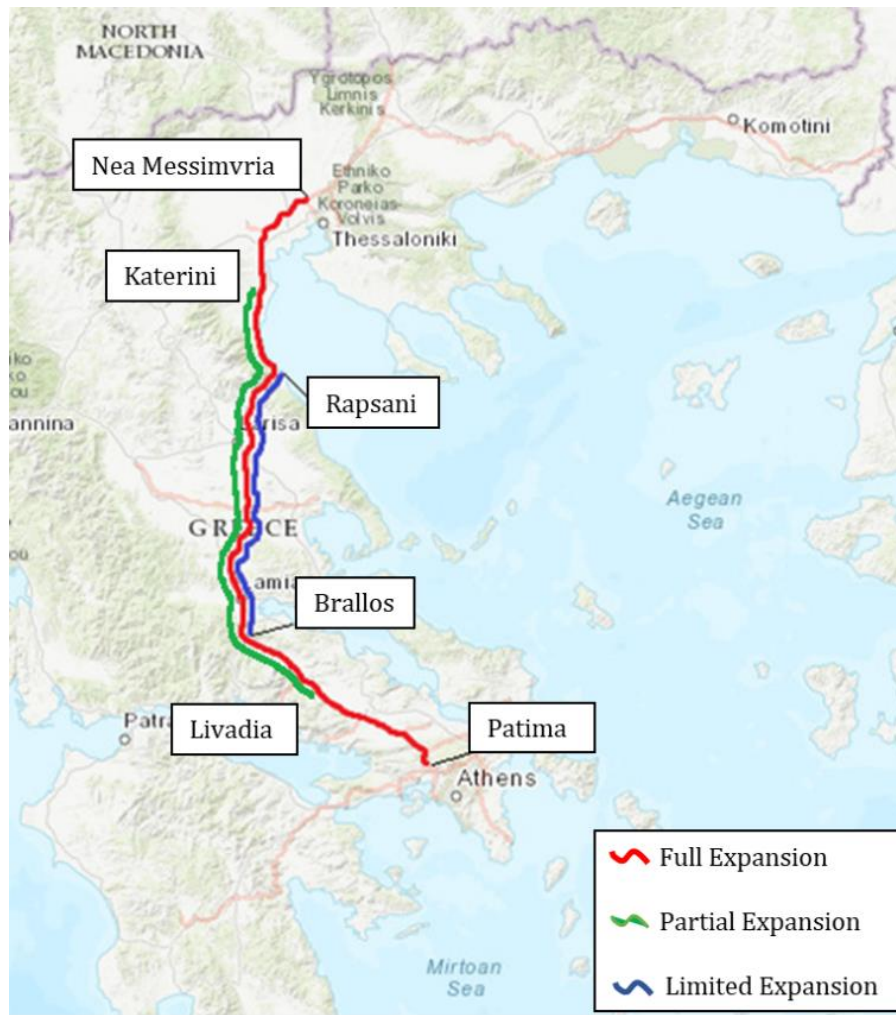 NORTH
MACEDONIA
Ygrotopos
Limnis
Kerkinis
Komotini
Nea Messimvria
Ethniko
Parko
Koroneias-
Volvis
Thessaloniki
Katerini
Rapsani
annina
Aegean
Sea
GREECE
amia
Brallos
Livadia
Patima
Patra
Athens
Full Expansion
Partial Expansion
Limited Expansion
Mirtoan
Sea